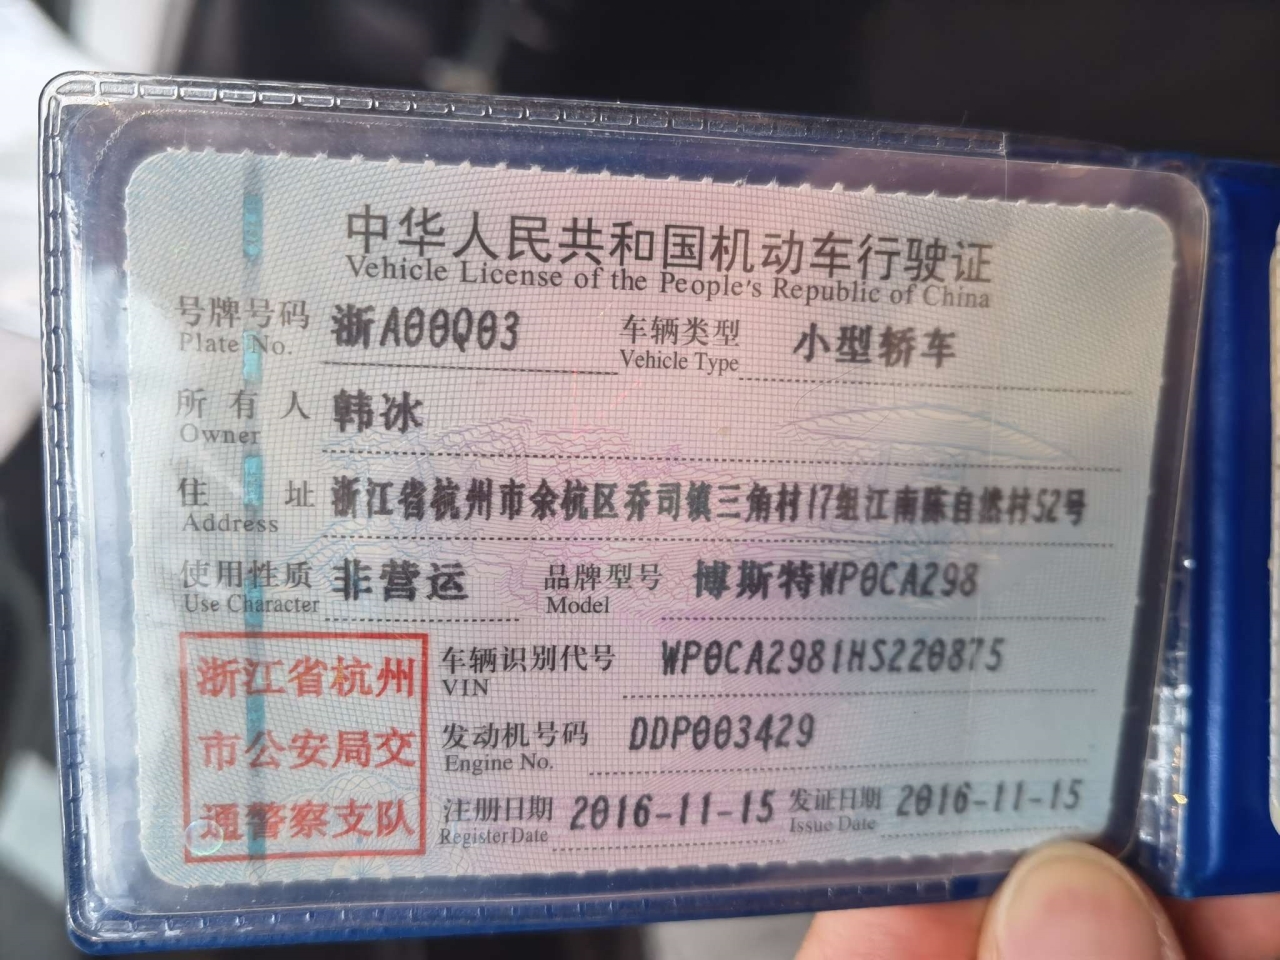 中华人民共和国机动车行驶证
Vehicle License of the People's Republic of China
号牌号码 浙A00Q03 车辆类型 小型轿车
Plate No. Vehicle Type
所有人 韩冰
Owner
住址 浙江省杭州市余杭区乔司镇三角村17组江南陈自然村52号
Address
使用性质 非营运 品牌型号 博斯特WP0CA298
Use Character Model
浙江省杭州
市公安局交
通警察支队
车辆识别代号 WP0CA2981HS220875
VIN
发动机号码 DDP003429
Engine No.
注册日期 2016-11-15 发证日期 2016-11-15
Register Date Issue Date